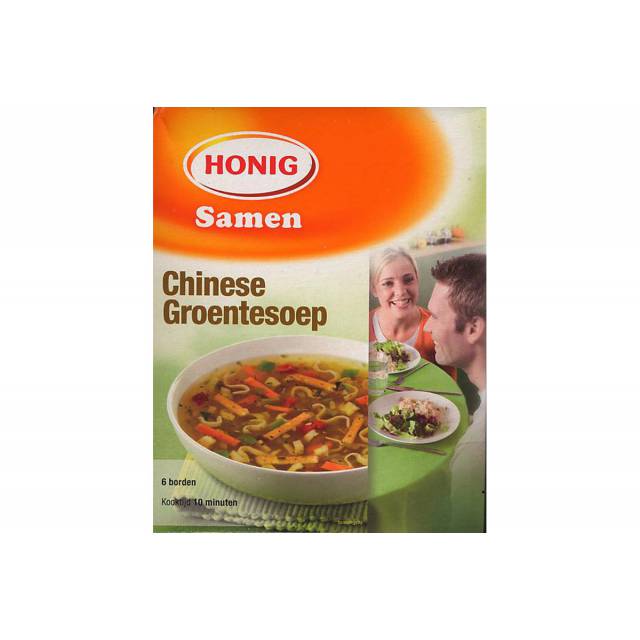 HONIG
Samen
Chinese
Groentesoep
6 borden
Kooktijd 10 minuten